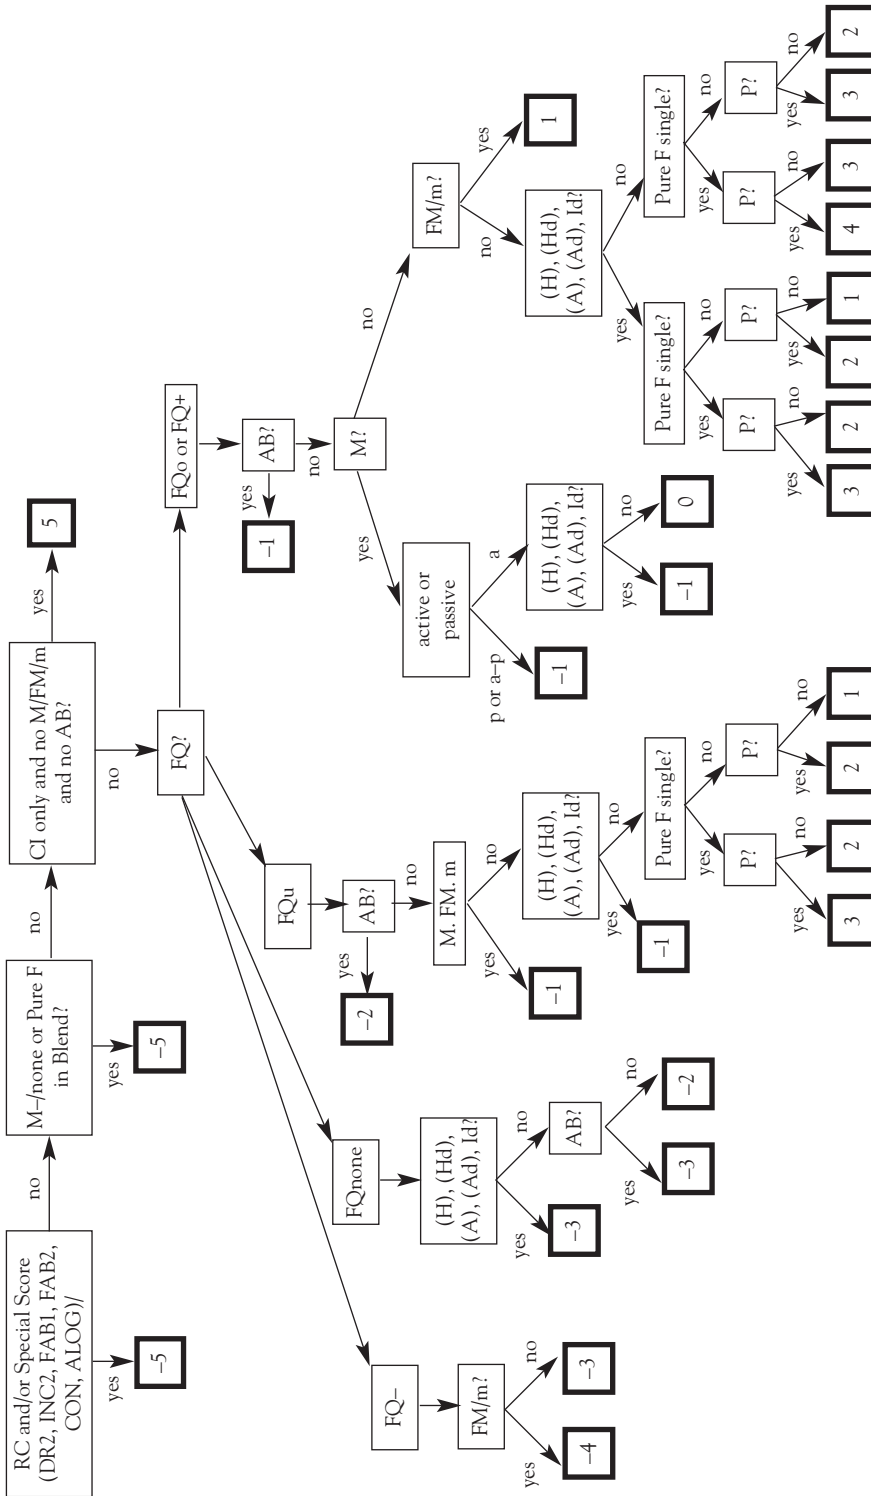 RC and/or Special Score
(DR2, INC2, FAB1, FAB2,
CON, ALOG)/
no
yes
–5
M–/none or Pure F
in Blend?
no
yes
–5
CI only and no M/FM/m
and no AB?
yes
5
no
FQ?
FQ–
FM/m?
yes
no
–4
–3
FQnone
(H), (Hd),
(A), (Ad), Id?
yes
no
–3
AB?
yes
no
–3
–2
FQu
AB?
yes
–2
no
M. FM. m
yes
no
–1
(H), (Hd),
(A), (Ad), Id?
yes
no
–1
Pure F single?
yes
no
P?
P?
yes
no
yes
no
3
2
2
1
FQo or FQ+
AB?
yes
–1
no
M?
yes
no
active or
passive
p or a–p
a
–1
(H), (Hd),
(A), (Ad), Id?
yes
no
–1
0
FM/m?
no
yes
1
(H), (Hd),
(A), (Ad), Id?
yes
no
Pure F single?
Pure F single?
yes
no
yes
no
P?
P?
P?
P?
yes
no
yes
no
yes
no
yes
no
3
2
2
1
4
3
3
2